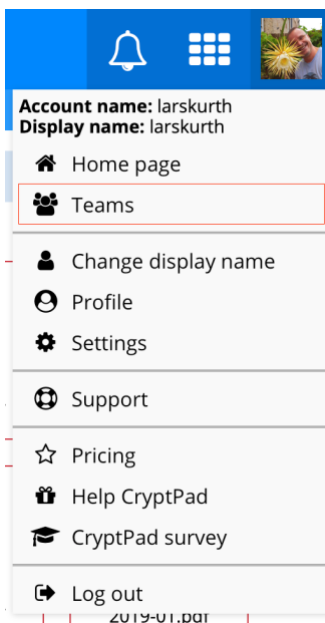 Account name: larskurth
Display name: larskurth
Home page
Teams
Change display name
Profile
Settings
Support
Pricing
Help CryptPad
CryptPad survey
Log out
2019-01.pdf